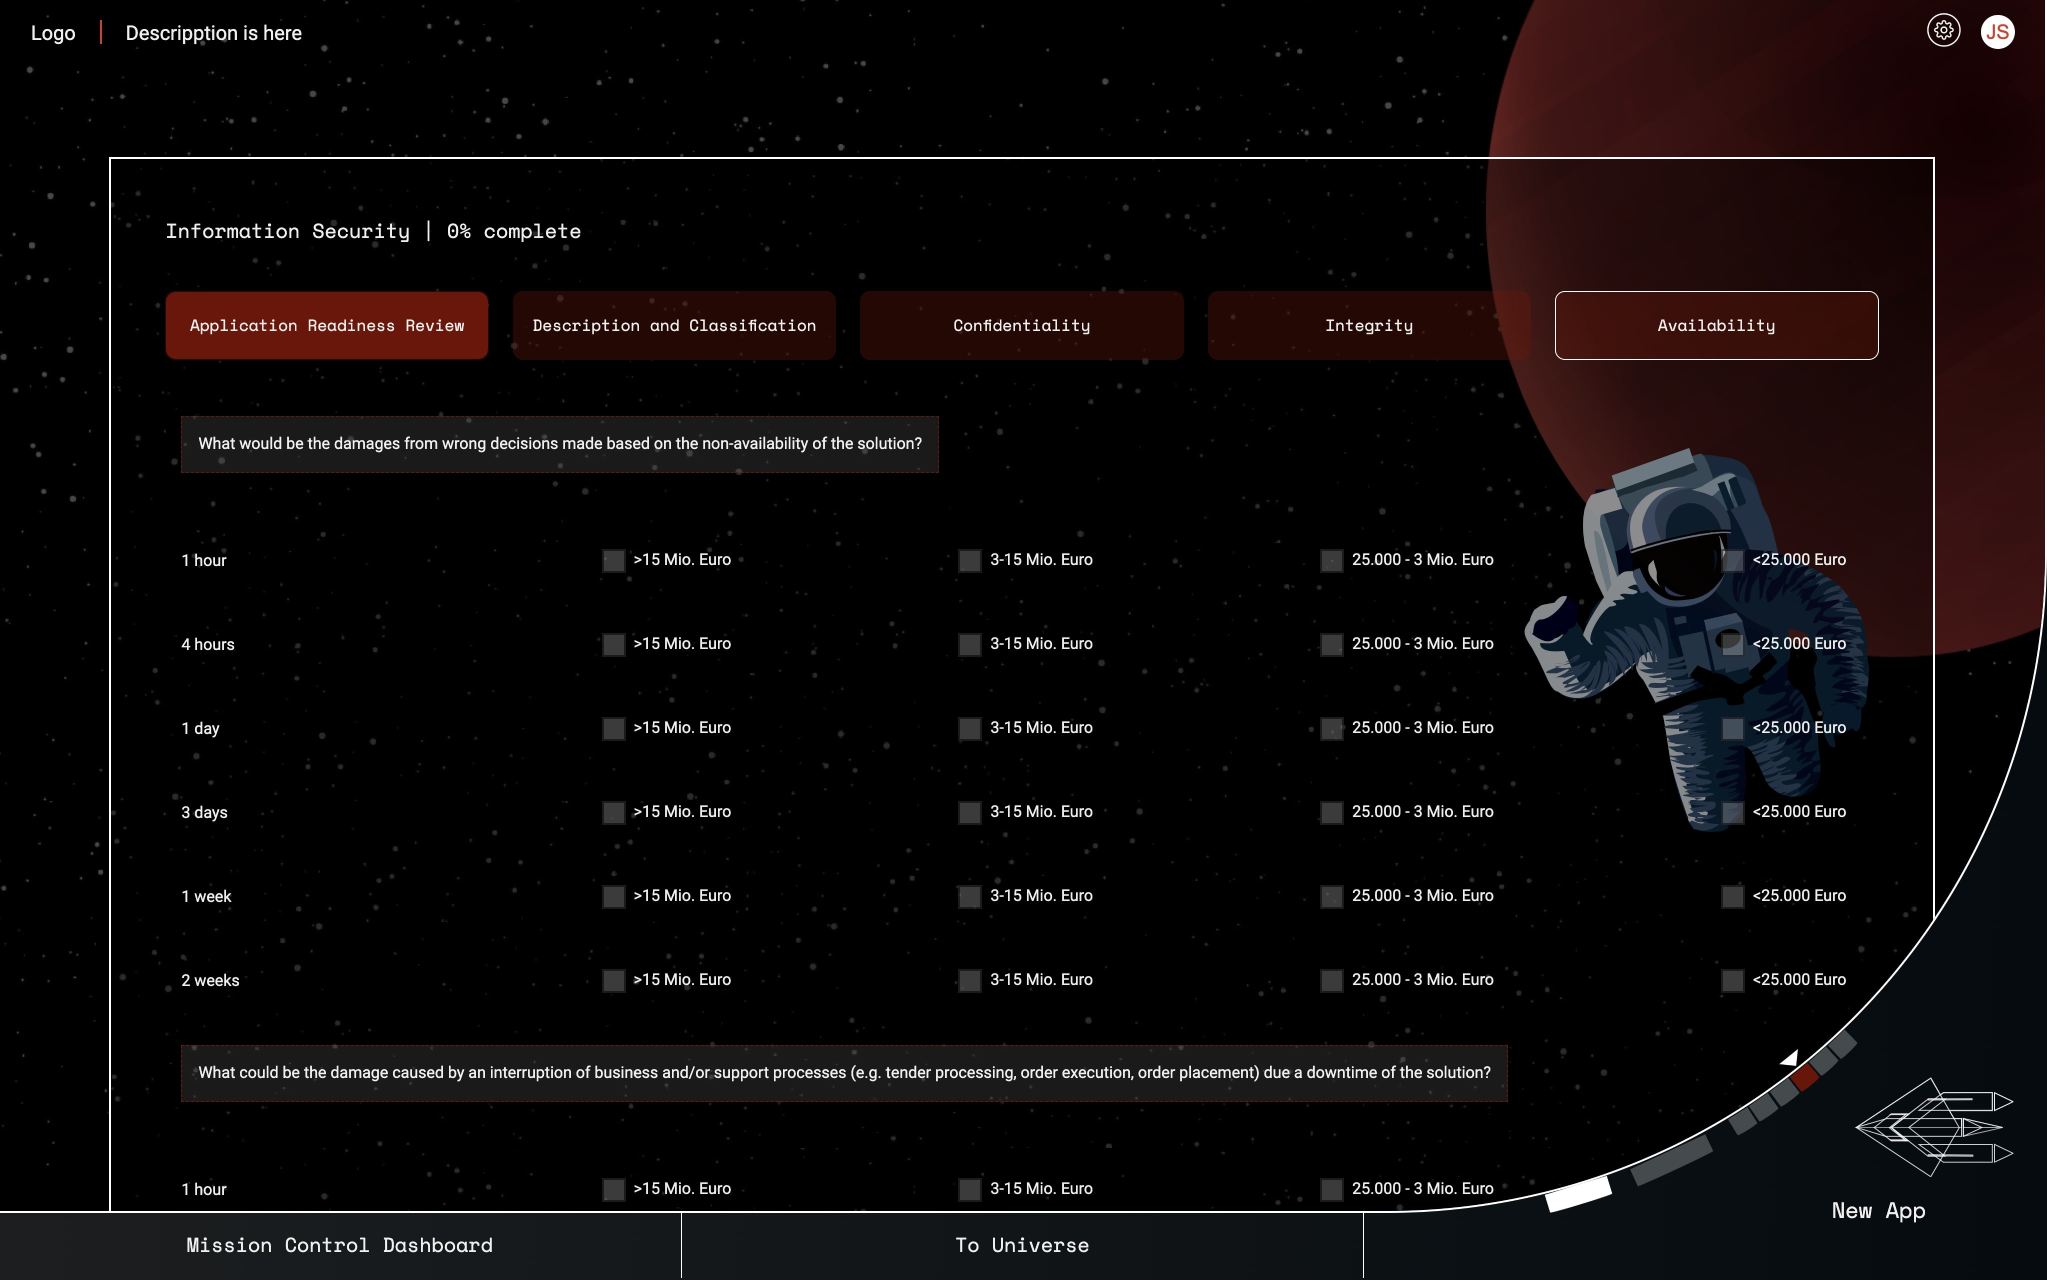 Logo
Descripption is here
JS
Information Security | 0% complete
Application Readiness Review
Description and Classification
Confidentiality
Integrity
Availability
What would be the damages from wrong decisions made based on the non-availability of the solution?
1 hour
>15 Mio. Euro
3-15 Mio. Euro
25.000 - 3 Mio. Euro
<25.000 Euro
4 hours
>15 Mio. Euro
3-15 Mio. Euro
25.000 - 3 Mio. Euro
<25.000 Euro
1 day
>15 Mio. Euro
3-15 Mio. Euro
25.000 - 3 Mio. Euro
<25.000 Euro
3 days
>15 Mio. Euro
3-15 Mio. Euro
25.000 - 3 Mio. Euro
<25.000 Euro
1 week
>15 Mio. Euro
3-15 Mio. Euro
25.000 - 3 Mio. Euro
<25.000 Euro
2 weeks
>15 Mio. Euro
3-15 Mio. Euro
25.000 - 3 Mio. Euro
<25.000 Euro
What could be the damage caused by an interruption of business and/or support processes (e.g. tender processing, order execution, order placement) due a downtime of the solution?
1 hour
>15 Mio. Euro
3-15 Mio. Euro
25.000 - 3 Mio. Euro
New App
Mission Control Dashboard
To Universe